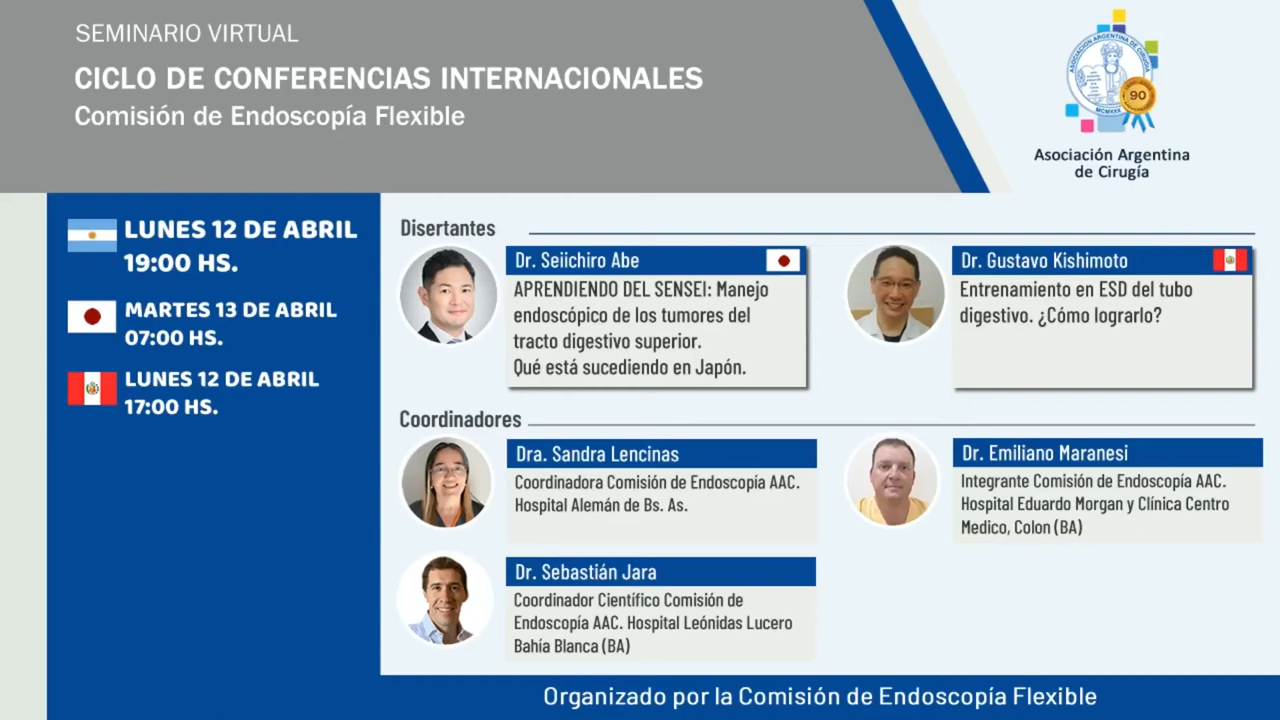 SEMINARIO VIRTUAL
CICLO DE CONFERENCIAS INTERNACIONALES
Comisión de Endoscopía Flexible
ASOCIACIÓN ARGENTINA DE CIRUGÍA
90
MCMXXX
Asociación Argentina
de Cirugía
LUNES 12 DE ABRIL
19:00 HS.
MARTES 13 DE ABRIL
07:00 HS.
LUNES 12 DE ABRIL
17:00 HS.
Disertantes
Dr. Seiichiro Abe
APRENDIENDO DEL SENSEI: Manejo
endoscópico de los tumores del
tracto digestivo superior.
Qué está sucediendo en Japón.
Dr. Gustavo Kishimoto
Entrenamiento en ESD del tubo
digestivo. ¿Cómo lograrlo?
Coordinadores
Dra. Sandra Lencinas
Coordinadora Comisión de Endoscopía AAC.
Hospital Alemán de Bs. As.
Dr. Emiliano Maranesi
Integrante Comisión de Endoscopía AAC.
Hospital Eduardo Morgan y Clínica Centro
Medico, Colon (BA)
Dr. Sebastián Jara
Coordinador Científico Comisión de
Endoscopía AAC. Hospital Leónidas Lucero
Bahía Blanca (BA)
Organizado por la Comisión de Endoscopía Flexible